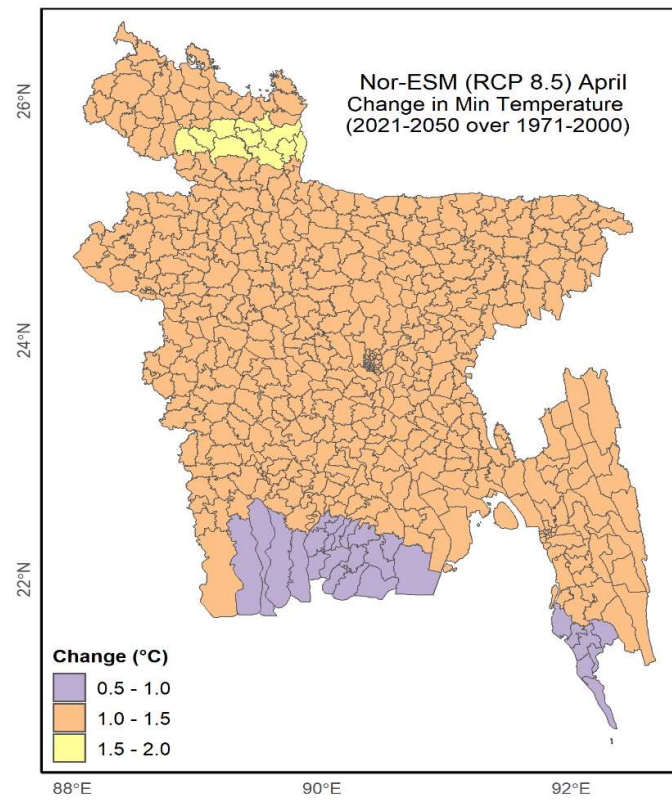 Nor-ESM (RCP 8.5) April
Change in Min Temperature
(2021-2050 over 1971-2000)
26°N
24°N
22°N
Change (°C)
0.5 - 1.0
1.0 - 1.5
1.5 - 2.0
88°E
90°E
92°E